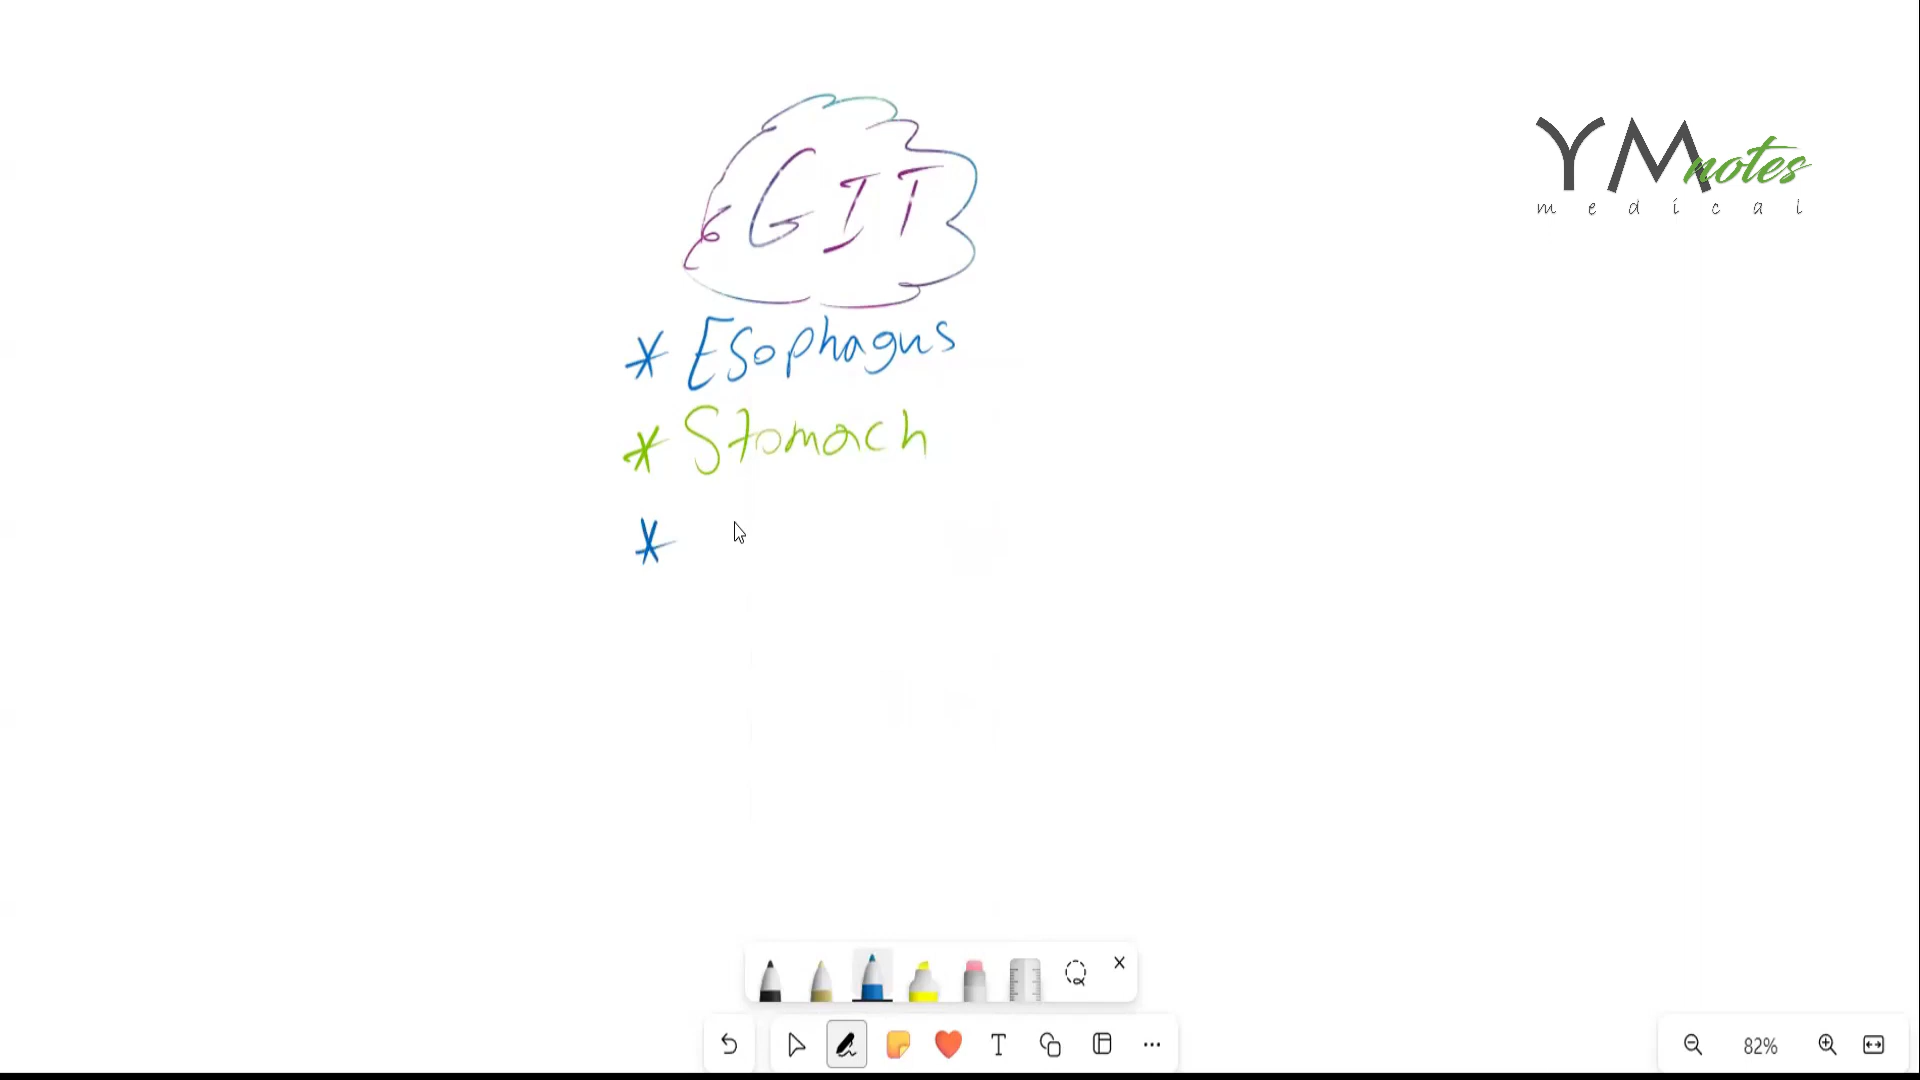 YM notes
medical
GIT
* Esophagus
* Stomach
*
82%